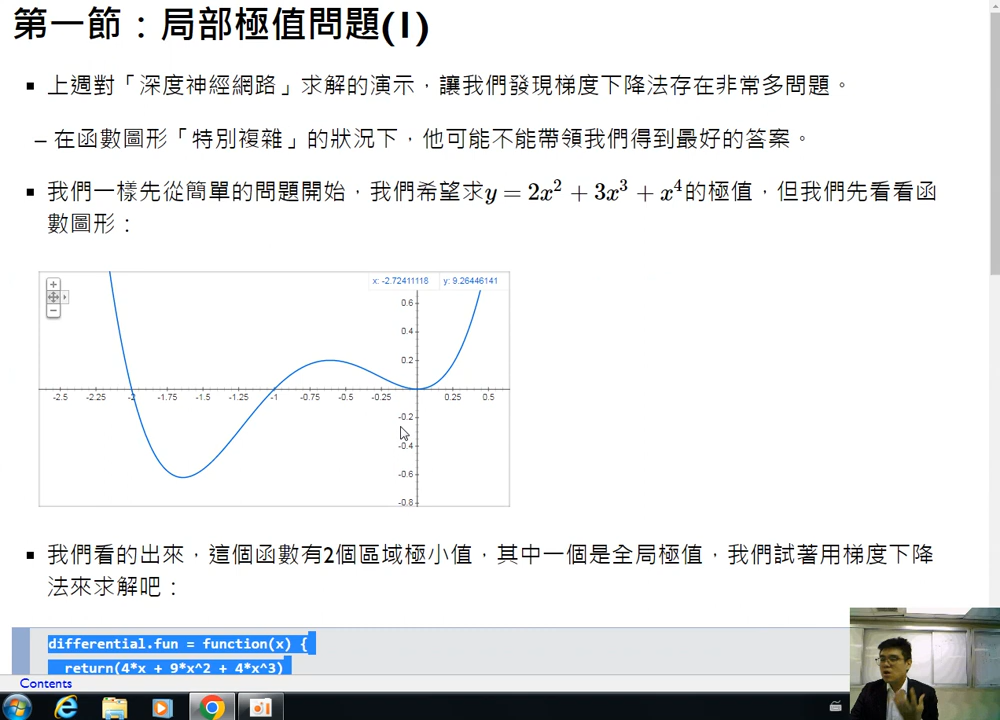 第一節：局部極值問題(1)
▪ 上週對「深度神經網路」求解的演示，讓我們發現梯度下降法存在非常多問題。
– 在函數圖形「特別複雜」的狀況下，他可能不能帶領我們得到最好的答案。
▪ 我們一樣先從簡單的問題開始，我們希望求y = 2x² + 3x³ + x⁴的極值，但我們先看看函
數圖形：
x: -2.72411118 y: 9.26446141
0.6
0.4
0.2
-2.5 -2.25 -2 -1.75 -1.5 -1.25 -1 -0.75 -0.5 -0.25 0.25 0.5
-0.2
-0.4
-0.6
-0.8
▪ 我們看的出來，這個函數有2個區域極小值，其中一個是全局極值，我們試著用梯度下降
法來求解吧：
differential.fun = function(x) {
return(4*x + 9*x^2 + 4*x^3)
Contents